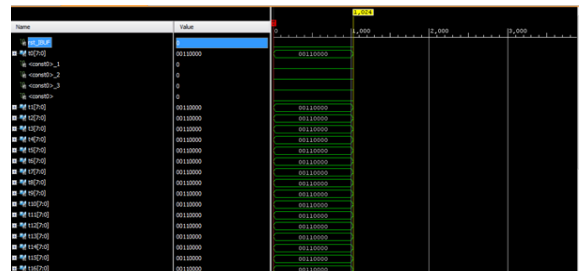 1,024
Name Value
0 1,000 2,000 3,000
rst_IBUF 0
t0[7:0] 00110000 00110000
<const0>_1 0
<const0>_2 0
<const0>_3 0
<const0> 0
t1[7:0] 00110000 00110000
t2[7:0] 00110000 00110000
t3[7:0] 00110000 00110000
t4[7:0] 00110000 00110000
t5[7:0] 00110000 00110000
t6[7:0] 00110000 00110000
t7[7:0] 00110000 00110000
t8[7:0] 00110000 00110000
t9[7:0] 00110000 00110000
t10[7:0] 00110000 00110000
t11[7:0] 00110000 00110000
t12[7:0] 00110000 00110000
t13[7:0] 00110000 00110000
t14[7:0] 00110000 00110000
t15[7:0] 00110000 00110000
t16[7:0] 00110000 00110000